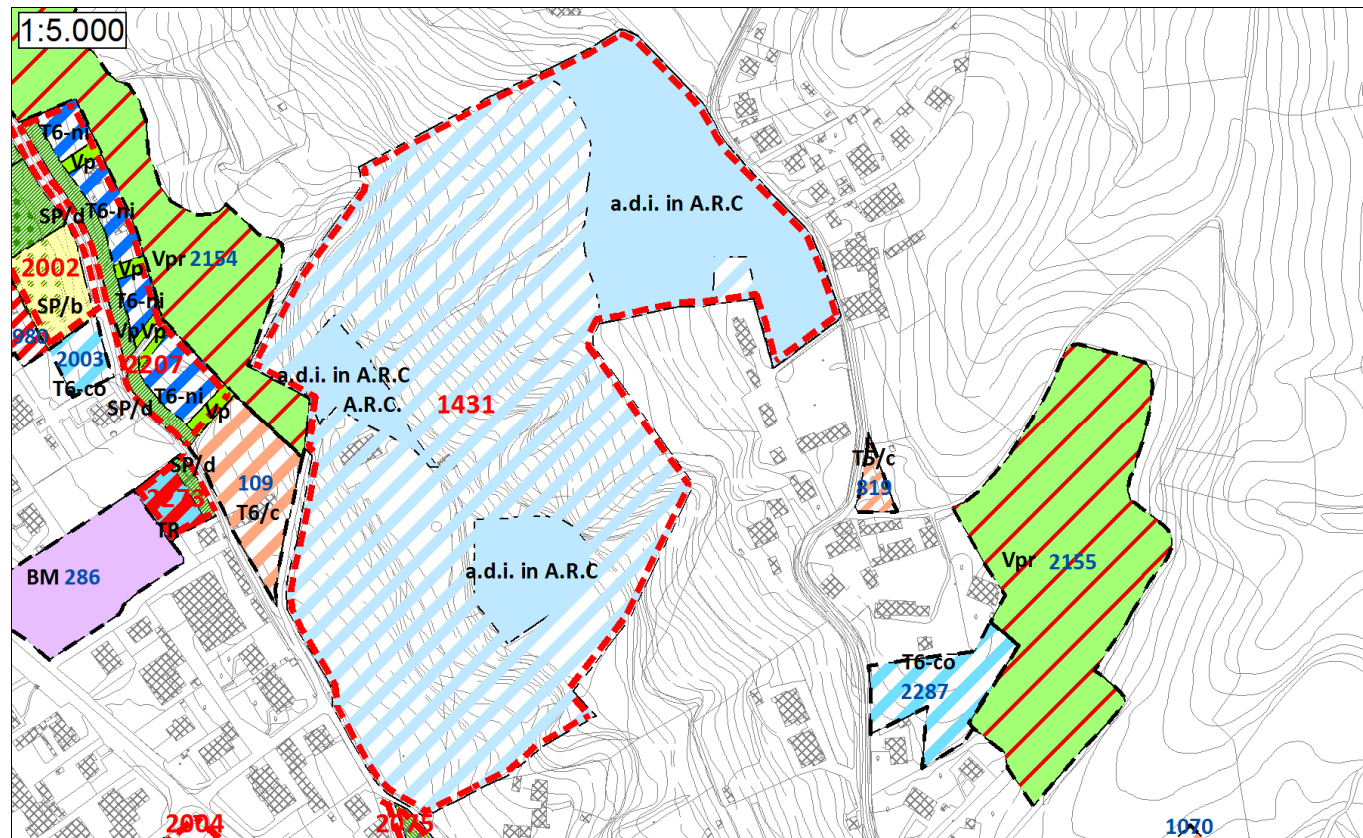 1:5.000
T6-ni
Vp
SP/d
T6-ni
a.d.i. in A.R.C
2002
Vp
Vpr 2154
SP/b
T6-ni
980
VpVp
2003
2207
T6-co
T6-ni
SP/d
Vp
a.d.i. in A.R.C
A.R.C.
1431
SP/d
109
T6/c
TR
BM 286
a.d.i. in A.R.C
819
Vpr 2155
T6-co
2287
2004
2075
1070